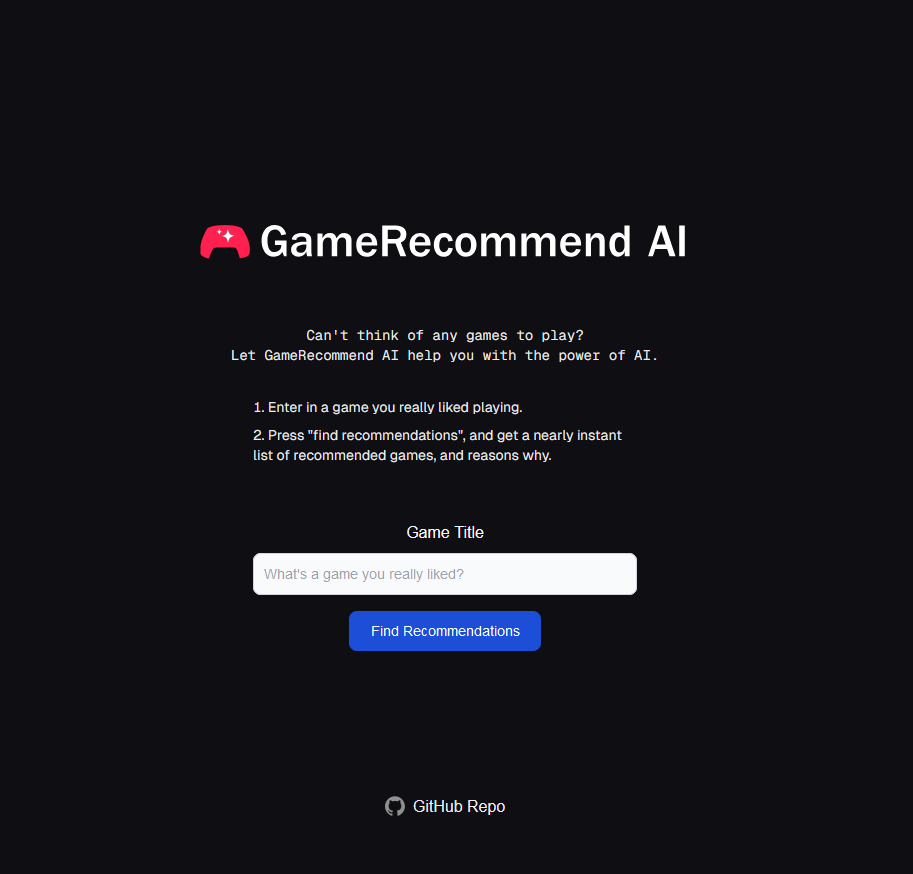 GameRecommend AI
Can't think of any games to play?
Let GameRecommend AI help you with the power of AI.
1. Enter in a game you really liked playing.
2. Press "find recommendations", and get a nearly instant
list of recommended games, and reasons why.
Game Title
What's a game you really liked?
Find Recommendations
GitHub Repo